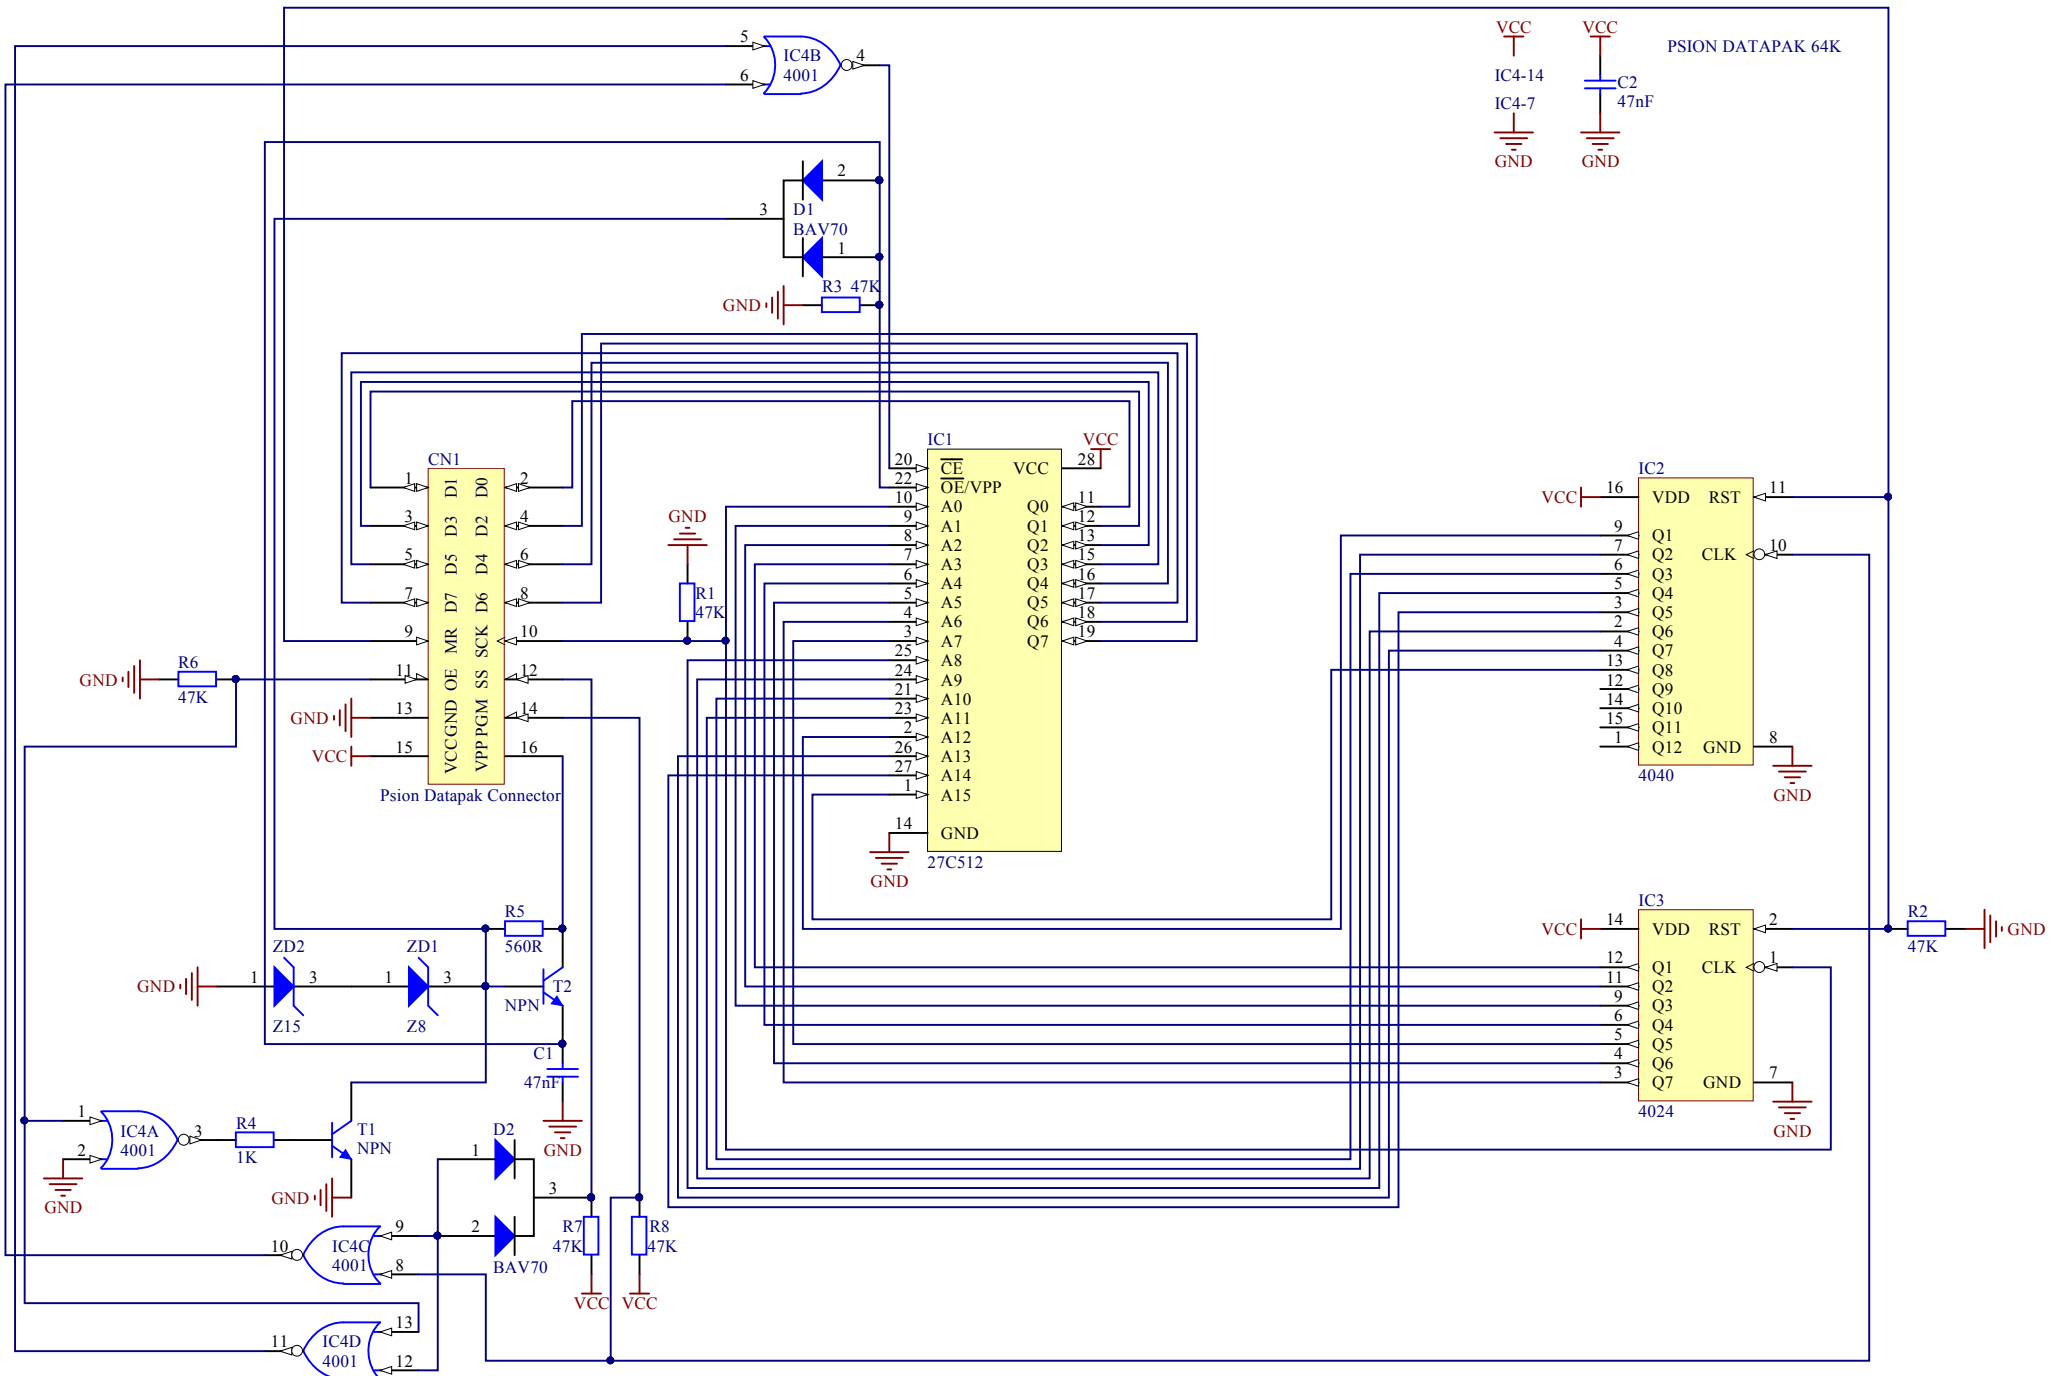 PSION DATAPAK 64K
VCC
IC4-14
IC4-7
GND
VCC
C2
47nF
GND
5
6
IC4B
4001
4
2
3
D1
BAV70
1
GND
R3 47K
CN1
1 D1 D0 2
3 D3 D2 4
5 D5 D4 6
7 D7 D6 8
9 MR SCK 10
11 OE SS 12
13 GND PGM 14
15 VCC VPP 16
GND
VCC
Psion Datapak Connector
GND
R6
47K
GND
R1
47K
IC1
VCC
20 CE VCC 28
22 OE/VPP
10 A0 Q0 11
9 A1 Q1 12
8 A2 Q2 13
7 A3 Q3 15
6 A4 Q4 16
5 A5 Q5 17
4 A6 Q6 18
3 A7 Q7 19
25 A8
24 A9
21 A10
23 A11
2 A12
26 A13
27 A14
1 A15
14 GND
27C512
GND
IC2
VCC 16 VDD RST 11
9 Q1
7 Q2 CLK 10
6 Q3
5 Q4
3 Q5
2 Q6
4 Q7
13 Q8
12 Q9
14 Q10
15 Q11
1 Q12 GND 8
4040
GND
IC3
VCC 14 VDD RST 2
12 Q1 CLK 1
11 Q2
9 Q3
6 Q4
5 Q5
4 Q6
3 Q7 GND 7
4024
GND
R2
47K
GND
R5
560R
ZD2
ZD1
GND 1 3 1 3
Z15
Z8
T2
NPN
C1
47nF
GND
1
2
IC4A
4001
3
GND
R4
1K
T1
NPN
GND
D2
1
3
2
BAV70
R7
47K
VCC
R8
47K
VCC
10
IC4C
4001
9
8
11
IC4D
4001
13
12